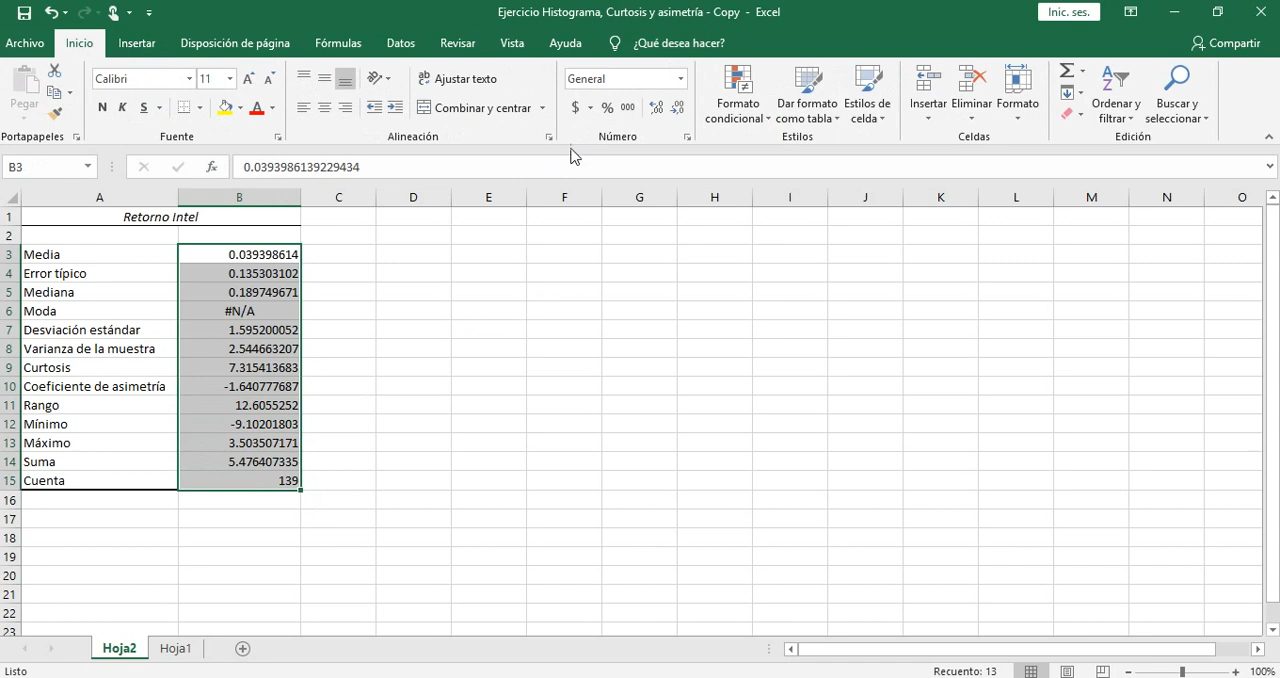 Ejercicio Histograma, Curtosis y asimetría - Copy - Excel
Inic. ses.
Archivo Inicio Insertar Disposición de página Fórmulas Datos Revisar Vista Ayuda ¿Qué desea hacer? Compartir
Pegar
Calibri 11
N K S
Ajustar texto
Combinar y centrar
General
$ % 000
Formato condicional
Dar formato como tabla
Estilos de celda
Insertar
Eliminar
Formato
Ordenar y filtrar
Buscar y seleccionar
Portapapeles Fuente Alineación Número Estilos Celdas Edición
B3 fx 0.0393986139229434
A B C D E F G H I J K L M N O
1 Retorno Intel
2
3 Media 0.039398614
4 Error típico 0.135303102
5 Mediana 0.189749671
6 Moda #N/A
7 Desviación estándar 1.595200052
8 Varianza de la muestra 2.544663207
9 Curtosis 7.315413683
10 Coeficiente de asimetría -1.640777687
11 Rango 12.6055252
12 Mínimo -9.10201803
13 Máximo 3.503507171
14 Suma 5.476407335
15 Cuenta 139
16
17
18
19
20
21
22
23
Hoja2 Hoja1
Listo Recuento: 13 100%